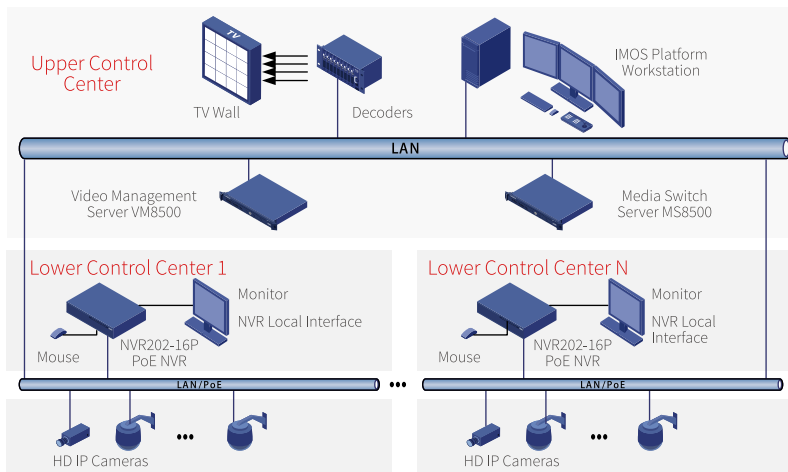 Upper Control
Center
TV
TV Wall
Decoders
IMOS Platform
Workstation
LAN
Video Management
Server VM8500
Media Switch
Server MS8500
Lower Control Center 1
Monitor
NVR Local Interface
Mouse
NVR202-16P
PoE NVR
LAN/PoE
HD IP Cameras
Lower Control Center N
Monitor
NVR Local
Interface
Mouse
NVR202-16P
PoE NVR
LAN/PoE
HD IP Cameras